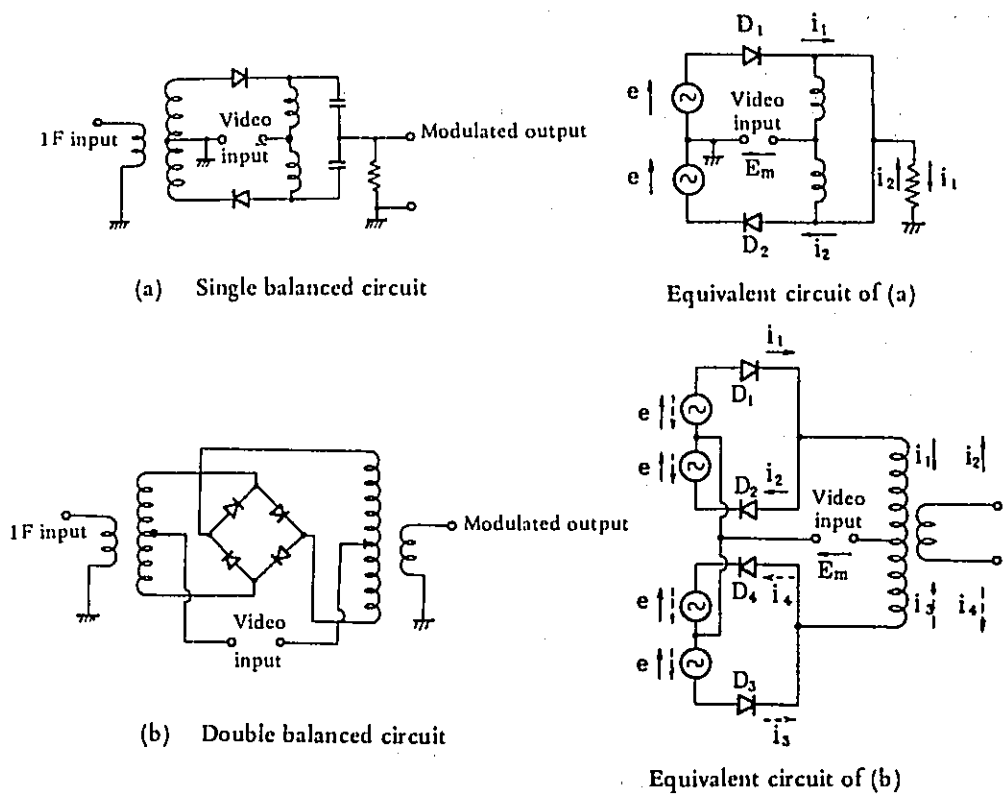 1F input
Video
input
Modulated output
(a) Single balanced circuit
D₁
i₁
e
Video
input
Eₘ
e
i₂
i₁
D₂
i₂
Equivalent circuit of (a)
1F input
Modulated output
Video
input
(b) Double balanced circuit
i₁
D₁
e
e
i₂
D₂
i₁
i₂
Video
input
Eₘ
D₄
i₄
e
i₃
i₄
e
D₃
i₃
Equivalent circuit of (b)